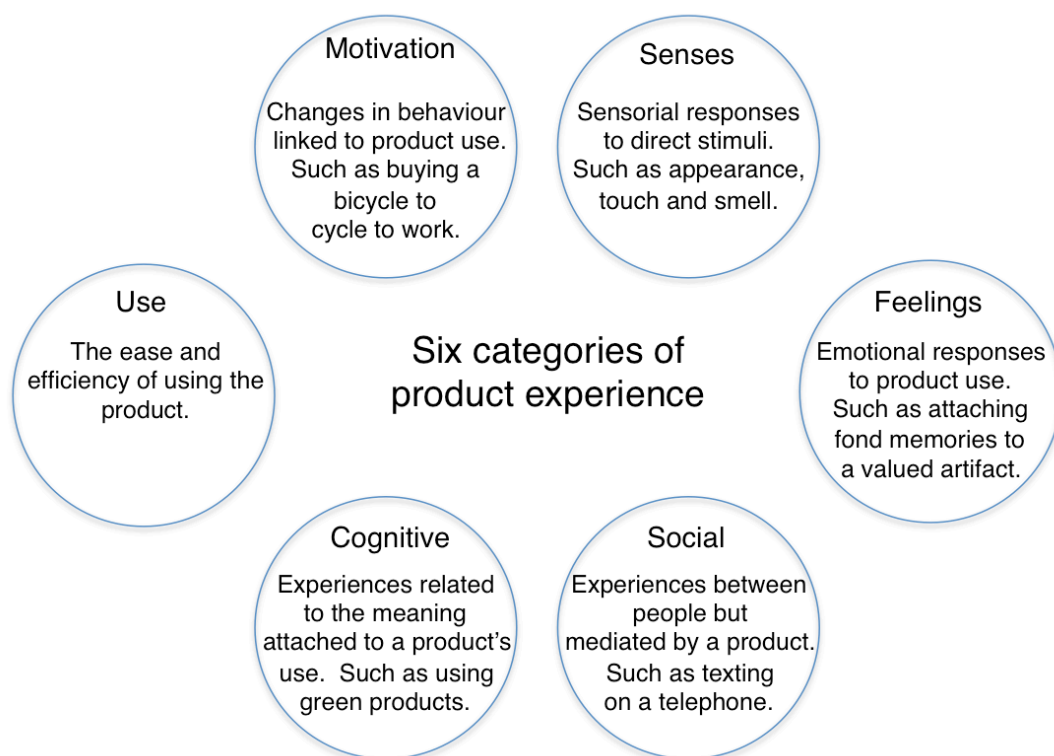 Motivation
Changes in behaviour
linked to product use.
Such as buying a
bicycle to
cycle to work.
Senses
Sensorial responses
to direct stimuli.
Such as appearance,
touch and smell.
Use
The ease and
efficiency of using the
product.
Six categories of
product experience
Feelings
Emotional responses
to product use.
Such as attaching
fond memories to
a valued artifact.
Cognitive
Experiences related
to the meaning
attached to a product’s
use.  Such as using
green products.
Social
Experiences between
people but
mediated by a product.
Such as texting
on a telephone.